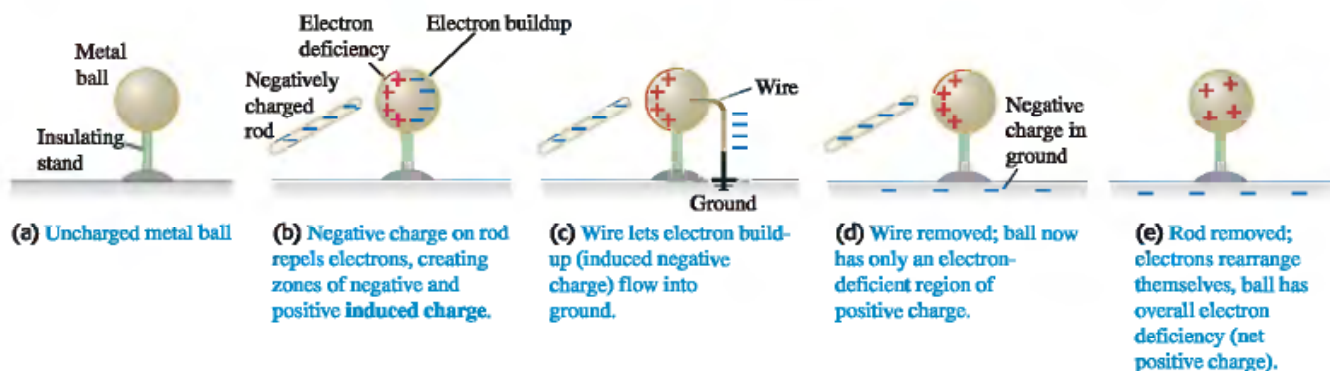 Metal
ball
Insulating
stand
(a) Uncharged metal ball
Electron
deficiency
Electron buildup
Negatively
charged
rod
(b) Negative charge on rod
repels electrons, creating
zones of negative and
positive induced charge.
Wire
Ground
(c) Wire lets electron build-
up (induced negative
charge) flow into
ground.
Negative
charge in
ground
(d) Wire removed; ball now
has only an electron-
deficient region of
positive charge.
(e) Rod removed;
electrons rearrange
themselves, ball has
overall electron
deficiency (net
positive charge).